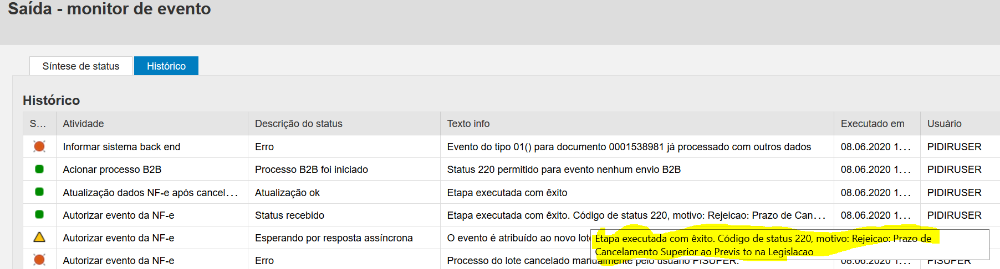 Saída - monitor de evento
Síntese de status Histórico
Histórico
S... Atividade Descrição do status Texto info Executado em Usuário
Informar sistema back end Erro Evento do tipo 01() para documento 0001538981 já processado com outros dados 08.06.2020 1... PIDIRUSER
Acionar processo B2B Processo B2B foi iniciado Status 220 permitido para evento nenhum envio B2B 08.06.2020 1... PIDIRUSER
Atualização dados NF-e após cancel... Atualização ok Etapa executada com êxito 08.06.2020 1... PIDIRUSER
Autorizar evento da NF-e Status recebido Etapa executada com êxito. Código de status 220, motivo: Rejeicao: Prazo de Can... 08.06.2020 1... PIDIRUSER
Autorizar evento da NF-e Esperando por resposta assíncrona O evento é atribuído ao novo lote
Etapa executada com êxito. Código de status 220, motivo: Rejeicao: Prazo de
Cancelamento Superior ao Previs to na Legislacao
Autorizar evento da NF-e Erro Processo do lote cancelado manualmente pelo usuário PISUPER. 08.06.2020 1... PISUPER